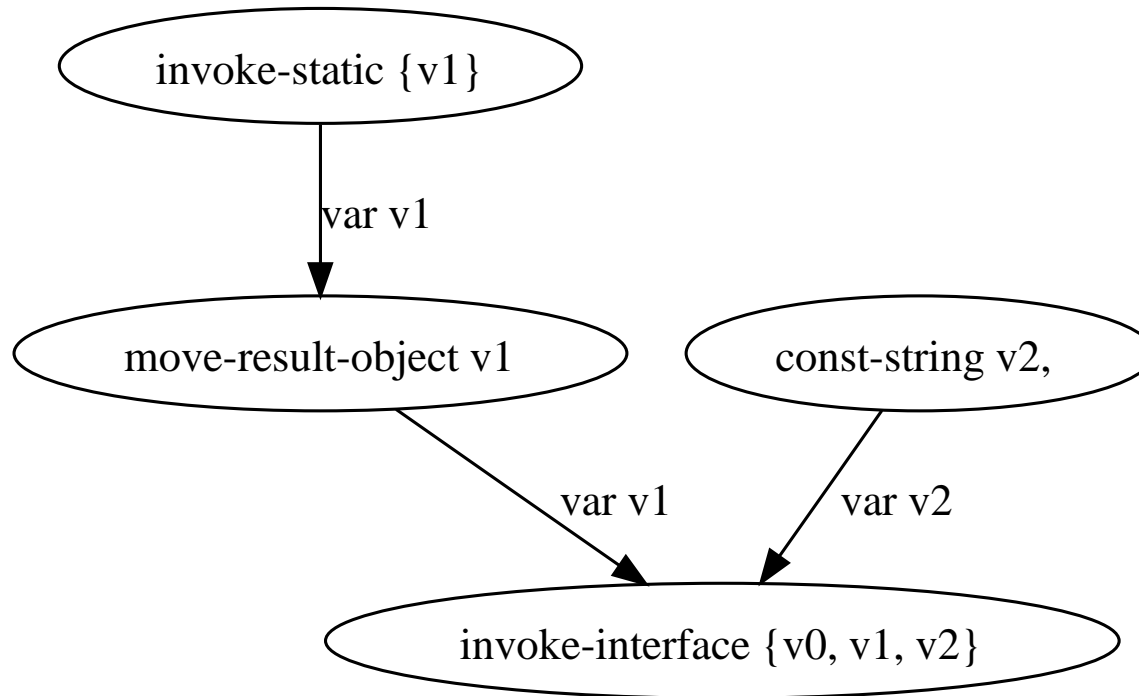 invoke-static {v1}
var v1
move-result-object v1
const-string v2,
var v1
var v2
invoke-interface {v0, v1, v2}